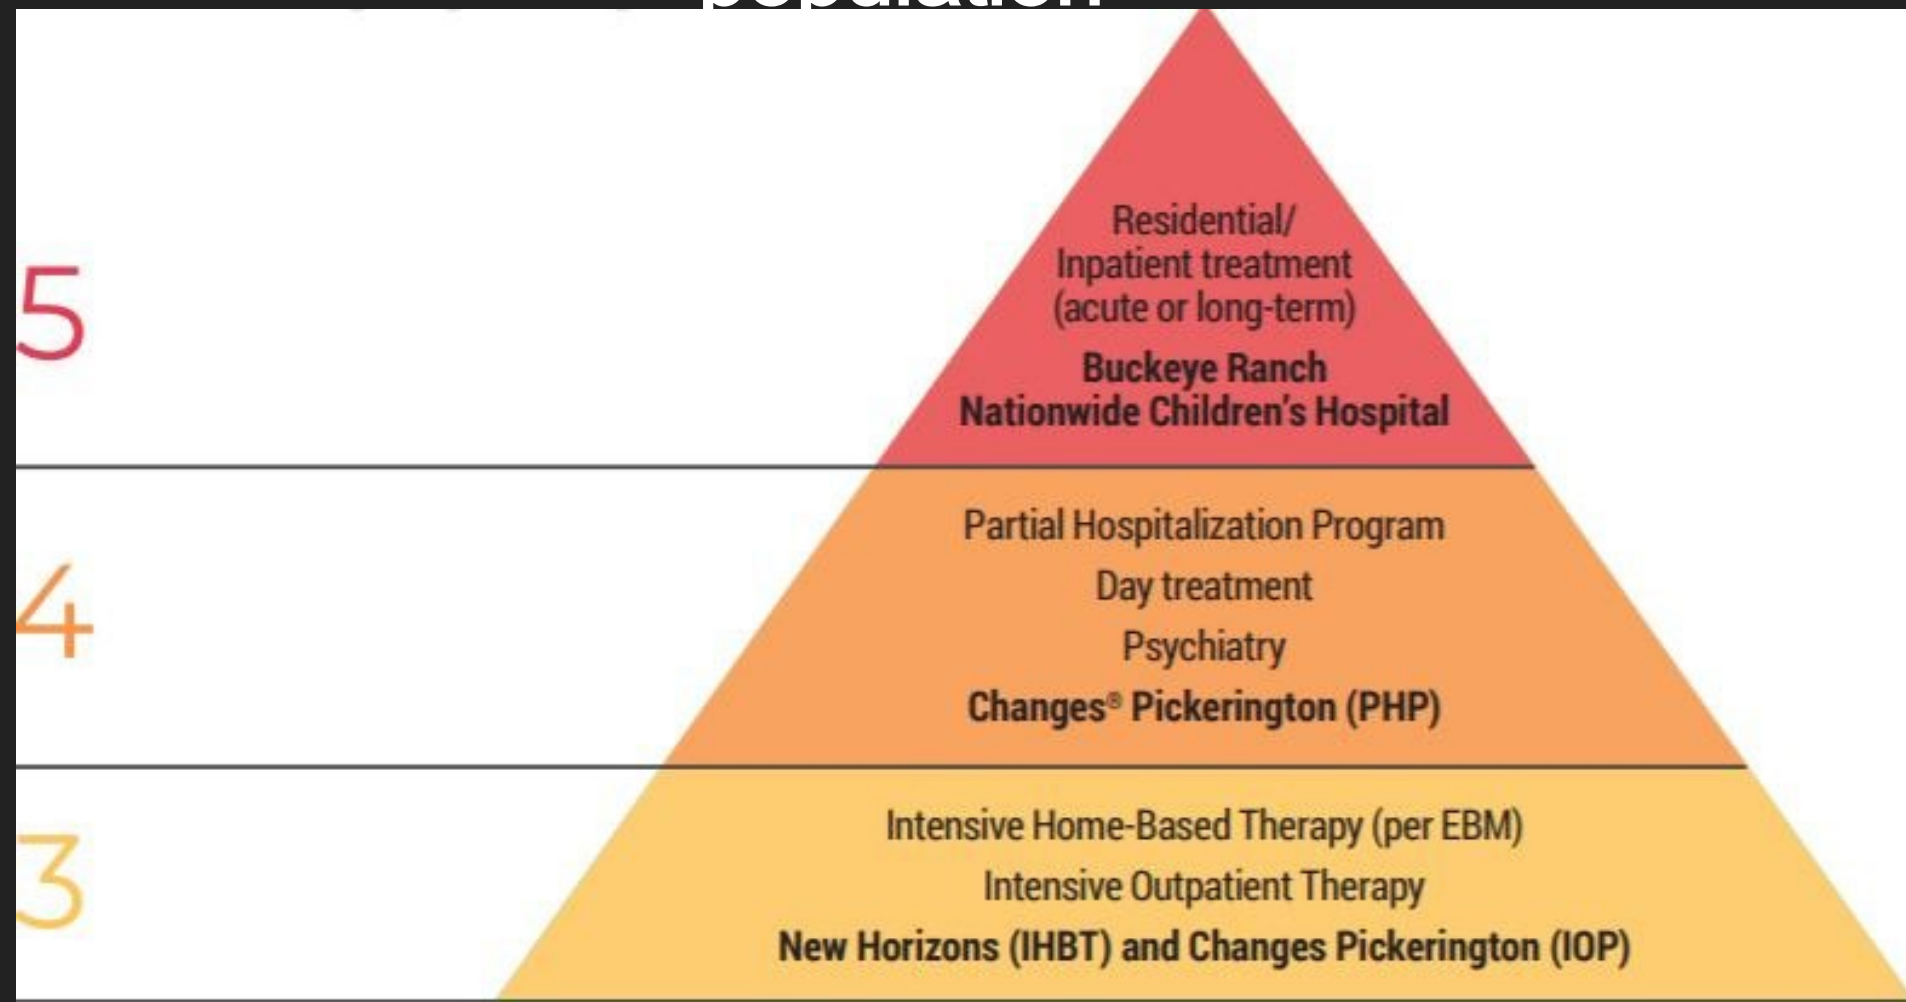 population
5
Residential/
Inpatient treatment
(acute or long-term)
Buckeye Ranch
Nationwide Children's Hospital
4
Partial Hospitalization Program
Day treatment
Psychiatry
Changes® Pickerington (PHP)
3
Intensive Home-Based Therapy (per EBM)
Intensive Outpatient Therapy
New Horizons (IHBT) and Changes Pickerington (IOP)